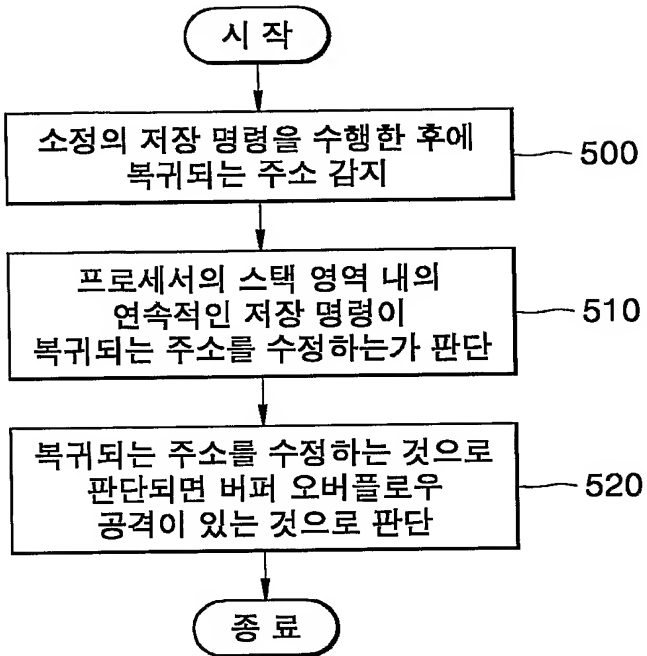 시 작
소정의 저장 명령을 수행한 후에
복귀되는 주소 감지
500
프로세서의 스택 영역 내의
연속적인 저장 명령이
복귀되는 주소를 수정하는가 판단
510
복귀되는 주소를 수정하는 것으로
판단되면 버퍼 오버플로우
공격이 있는 것으로 판단
520
종 료